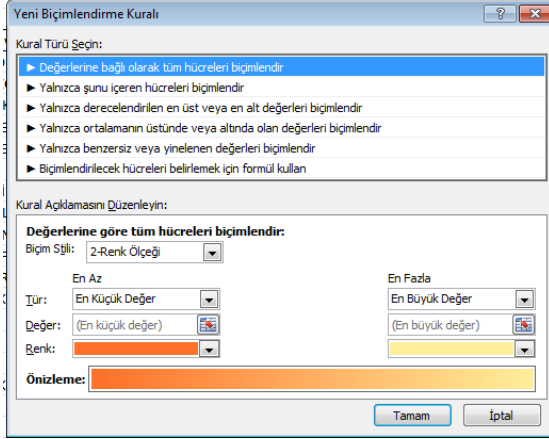 Yeni Biçimlendirme Kuralı
Kural Türü Seçin:
► Değerlerine bağlı olarak tüm hücreleri biçimlendir
► Yalnızca şunu içeren hücreleri biçimlendir
► Yalnızca derecelendirilen en üst veya en alt değerleri biçimlendir
► Yalnızca ortalamanın üstünde veya altında olan değerleri biçimlendir
► Yalnızca benzersiz veya yinelenen değerleri biçimlendir
► Biçimlendirilecek hücreleri belirlemek için formül kullan
Kural Açıklamasını Düzenleyin:
Değerlerine göre tüm hücreleri biçimlendir:
Biçim Stili: 2-Renk Ölçeği
En Az En Fazla
Tür: En Küçük Değer En Büyük Değer
Değer: (En küçük değer) (En büyük değer)
Renk:
Önizleme:
Tamam İptal